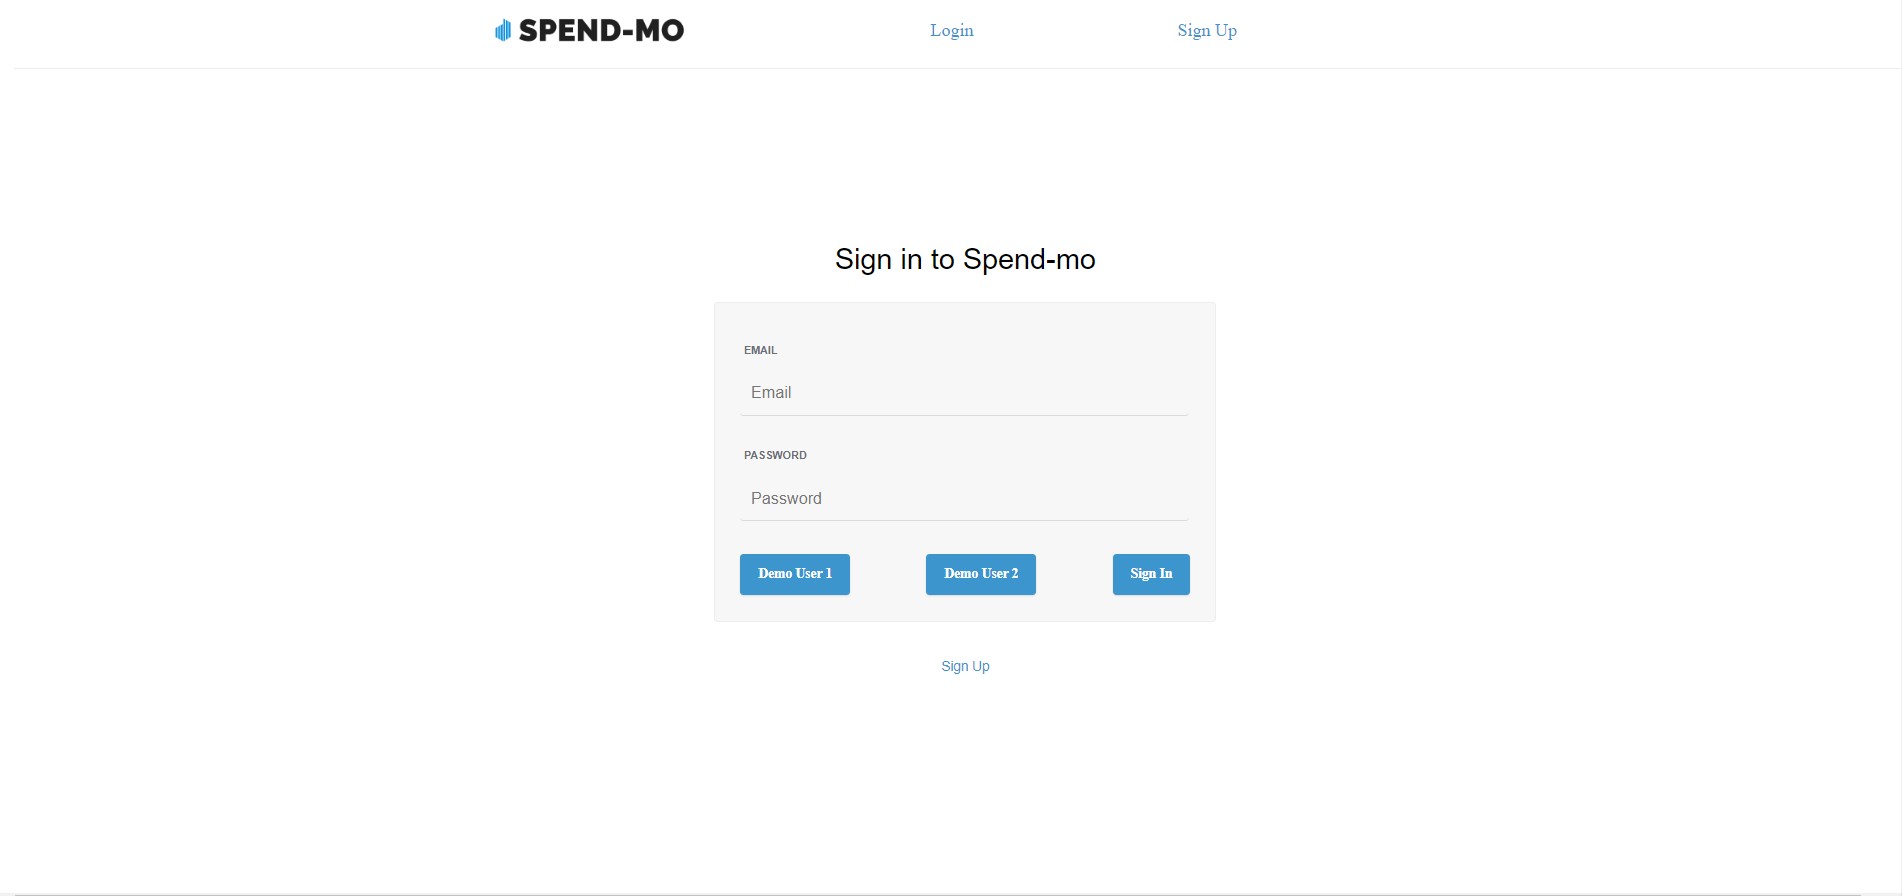 SPEND-MO Login Sign Up
Sign in to Spend-mo
EMAIL
Email
PASSWORD
Password
Demo User 1 Demo User 2 Sign In
Sign Up